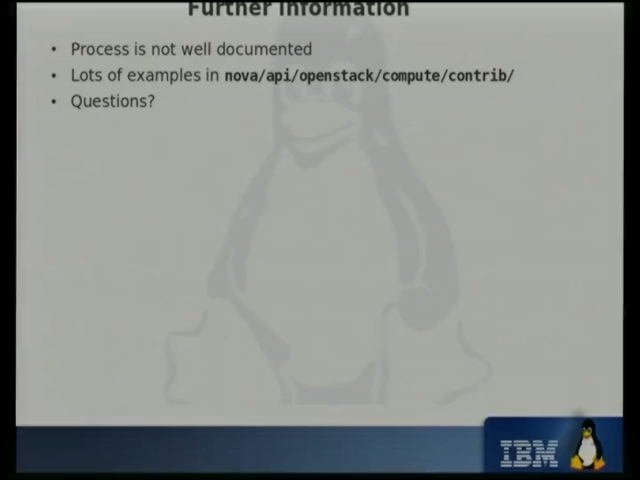 Further Information
• Process is not well documented
• Lots of examples in nova/api/openstack/compute/contrib/
• Questions?
IBM